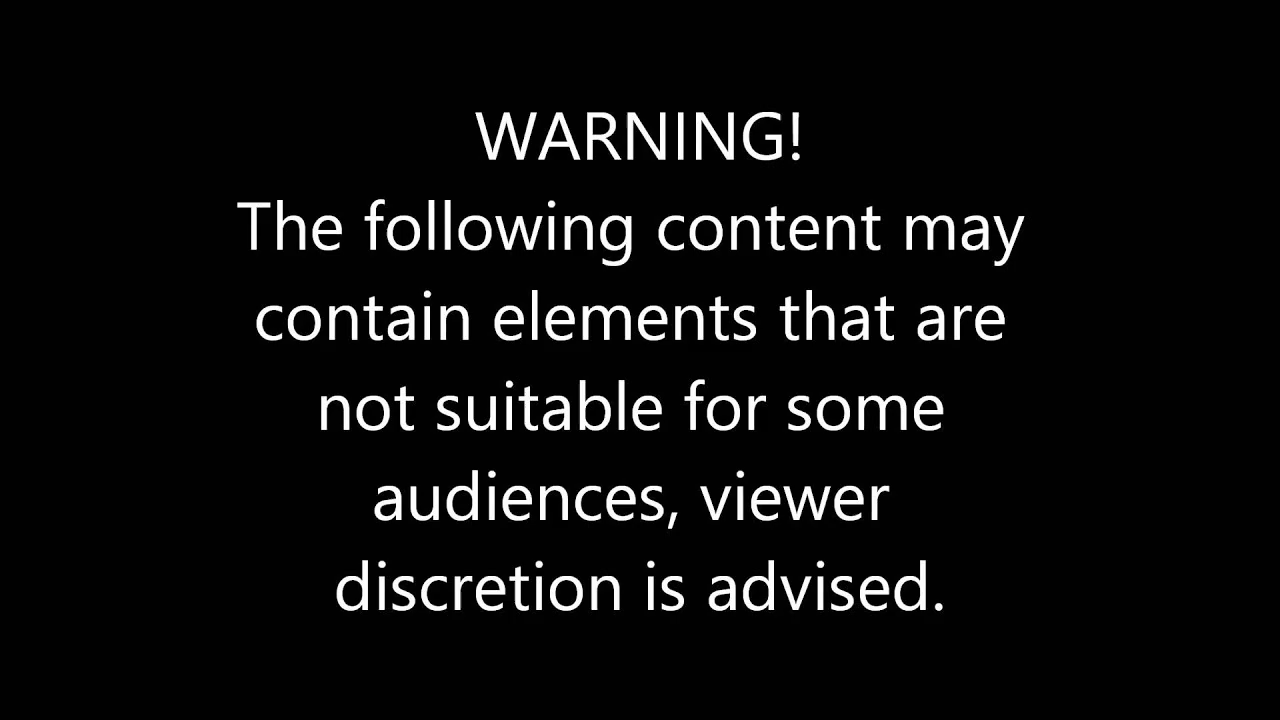 WARNING!
The following content may
contain elements that are
not suitable for some
audiences, viewer
discretion is advised.